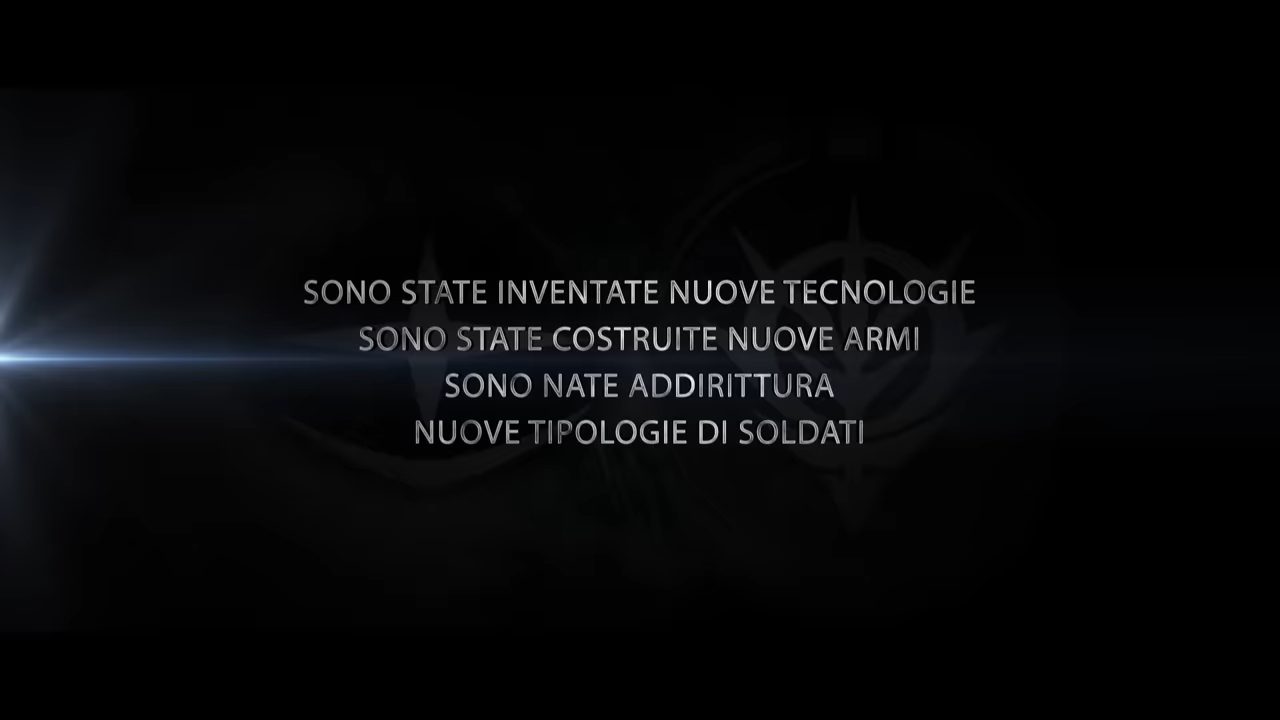 SONO STATE INVENTATE NUOVE TECNOLOGIE
SONO STATE COSTRUITE NUOVE ARMI
SONO NATE ADDIRITTURA
NUOVE TIPOLOGIE DI SOLDATI